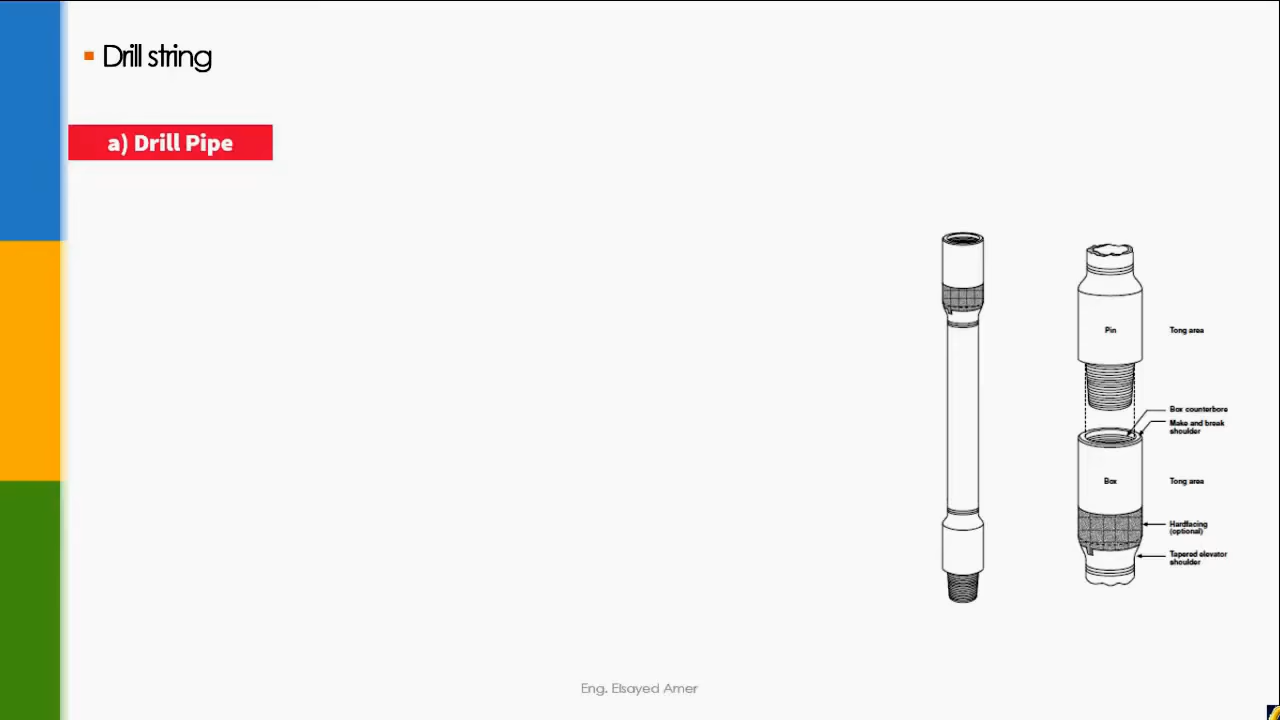 Drill string
a) Drill Pipe
Pin
Tong area
Box counterbore
Make and break
shoulder
Box
Tong area
Hardfacing
(optional)
Tapered elevator
shoulder
Eng. Elsayed Amer